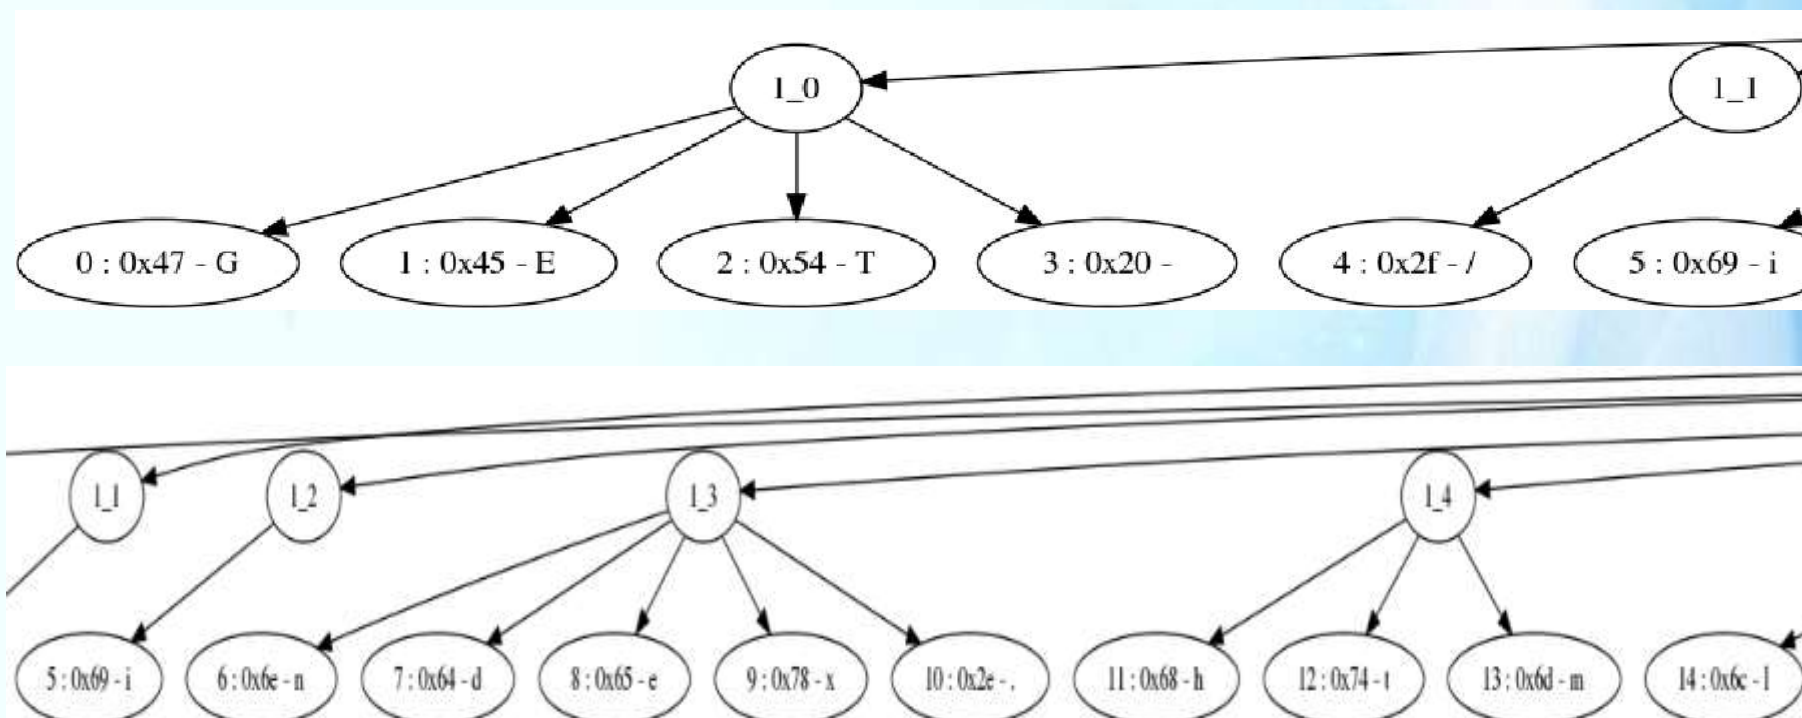 1_0 1_1
0 : 0x47 - G 1 : 0x45 - E 2 : 0x54 - T 3 : 0x20 - 4 : 0x2f - / 5 : 0x69 - i
1_1 1_2 1_3 1_4
5 : 0x69 - i 6 : 0x6e - n 7 : 0x64 - d 8 : 0x65 - e 9 : 0x78 - x 10 : 0x2e - . 11 : 0x68 - h 12 : 0x74 - t 13 : 0x6d - m 14 : 0x6c - l